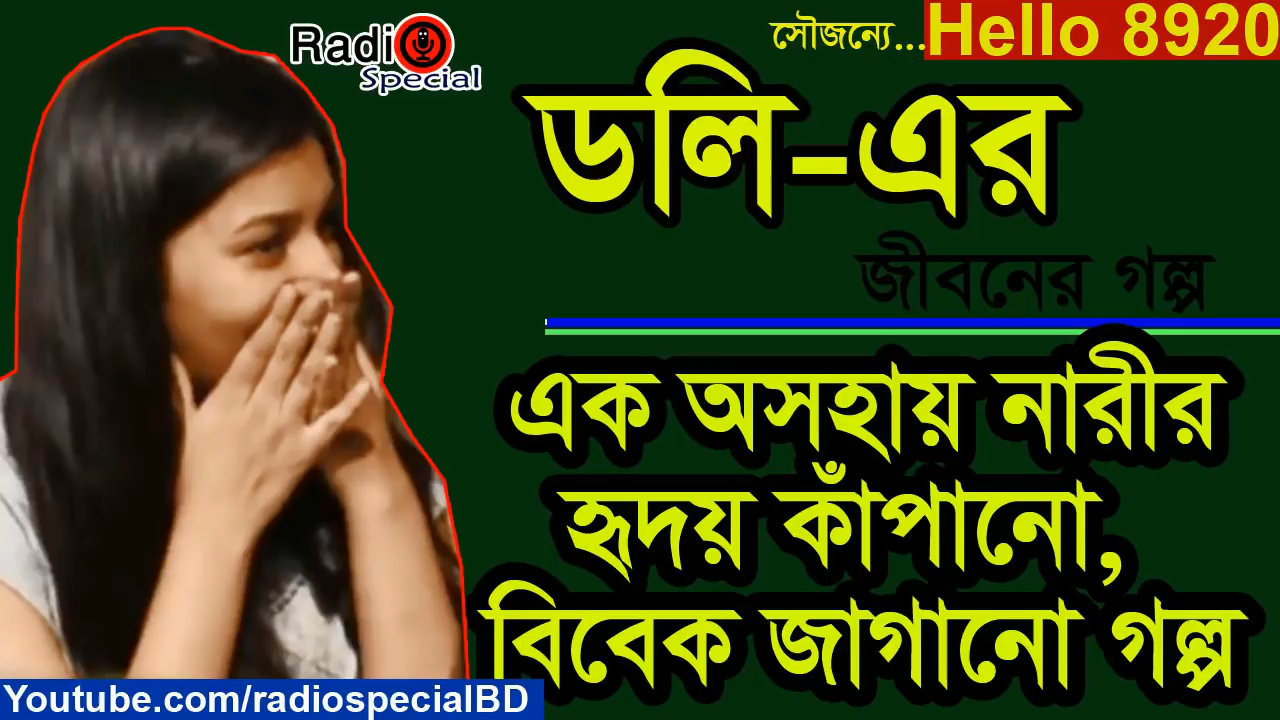 Radio
Special
সৌজন্যে...Hello 8920
ডলি-এর
জীবনের গল্প
এক অসহায় নারীর
হৃদয় কাঁপানো,
বিবেক জাগানো গল্প
Youtube.com/radiospecialBD